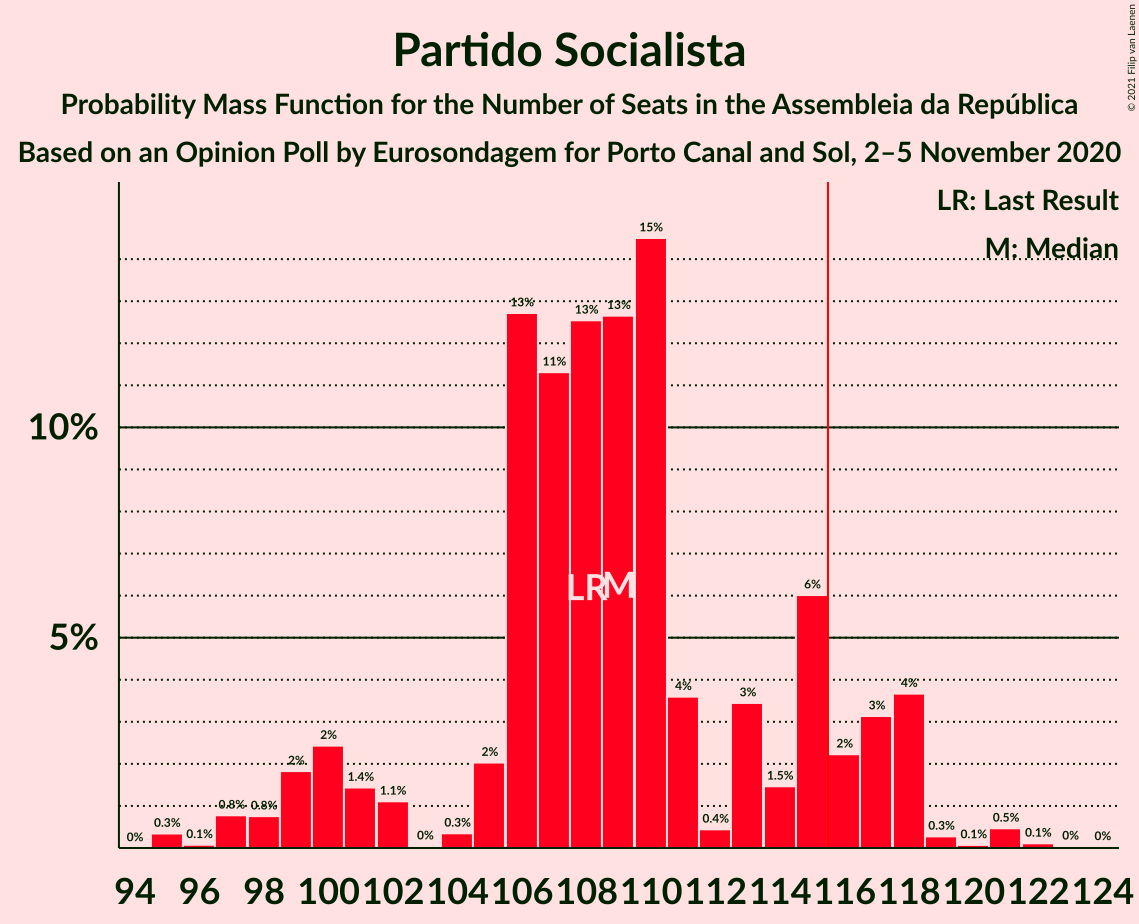 Partido Socialista
Probability Mass Function for the Number of Seats in the Assembleia da República
Based on an Opinion Poll by Eurosondagem for Porto Canal and Sol, 2–5 November 2020
© 2021 Filip van Laenen
LR: Last Result
M: Median
10%
5%
0% 0.3% 0.1% 0.8% 0.8% 2% 2% 1.4% 1.1% 0% 0.3% 2% 13% 11% 13% 13% 15% 4% 0.4% 3% 1.5% 6% 2% 3% 4% 0.3% 0.1% 0.5% 0.1% 0% 0%
LR M
94 96 98 100 102 104 106 108 110 112 114 116 118 120 122 124